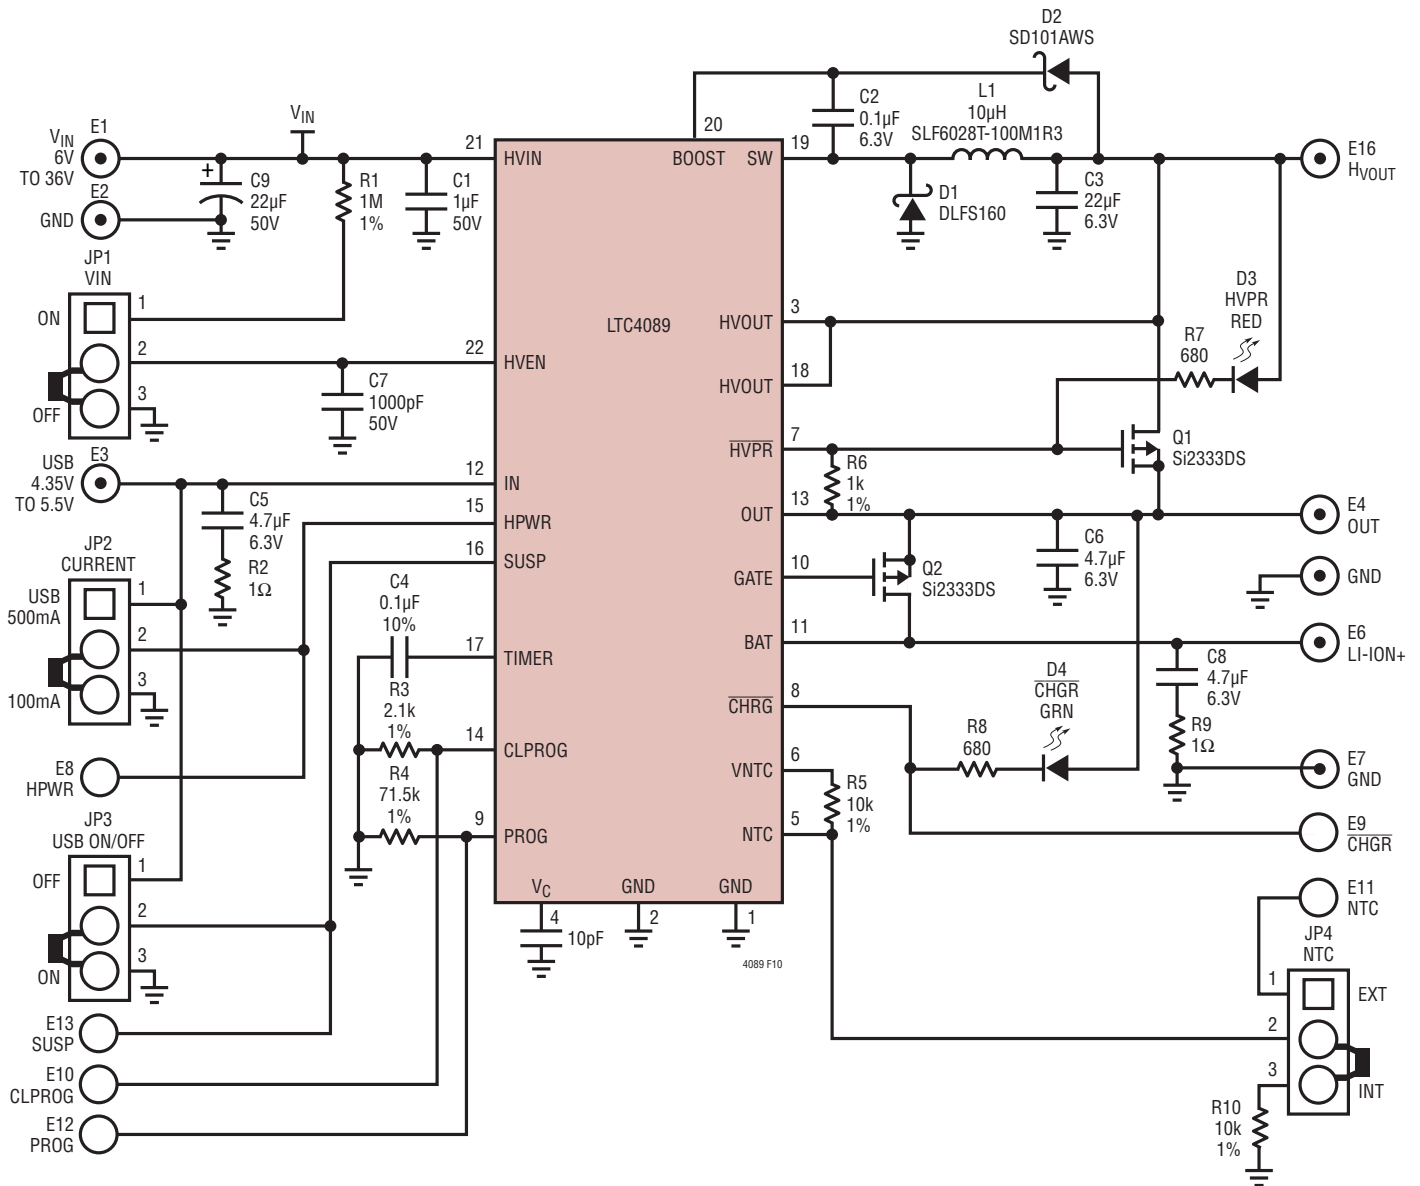 D2
SD101AWS
L1
10µH
SLF6028T-100M1R3
C2
0.1µF
6.3V
VIN
E1
VIN
6V
TO 36V
E2
GND
C9
22µF
50V
+
R1
1M
1%
C1
1µF
50V
21
HVIN
20
BOOST
SW
19
D1
DLFS160
C3
22µF
6.3V
E16
HVOUT
JP1
VIN
ON
1
2
3
OFF
22
HVEN
C7
1000pF
50V
LTC4089
HVOUT
3
HVOUT
18
D3
HVPR
RED
R7
680
HVPR
7
R6
1k
1%
Q1
Si2333DS
E3
USB
4.35V
TO 5.5V
12
IN
C5
4.7µF
6.3V
R2
1Ω
15
HPWR
16
SUSP
OUT
13
E4
OUT
C6
4.7µF
6.3V
GATE
10
Q2
Si2333DS
GND
JP2
CURRENT
USB
500mA
1
2
3
100mA
C4
0.1µF
10%
17
TIMER
BAT
11
E6
LI-ION+
C8
4.7µF
6.3V
R9
1Ω
R3
2.1k
1%
14
CLPROG
CHRG
8
D4
CHGR
GRN
R8
680
E7
GND
E8
HPWR
R4
71.5k
1%
9
PROG
VNTC
6
R5
10k
1%
NTC
5
E9
CHGR
JP3
USB ON/OFF
OFF
1
2
3
ON
VC
4
10pF
GND
2
GND
1
4089 F10
E11
NTC
JP4
NTC
1
EXT
2
3
INT
R10
10k
1%
E13
SUSP
E10
CLPROG
E12
PROG